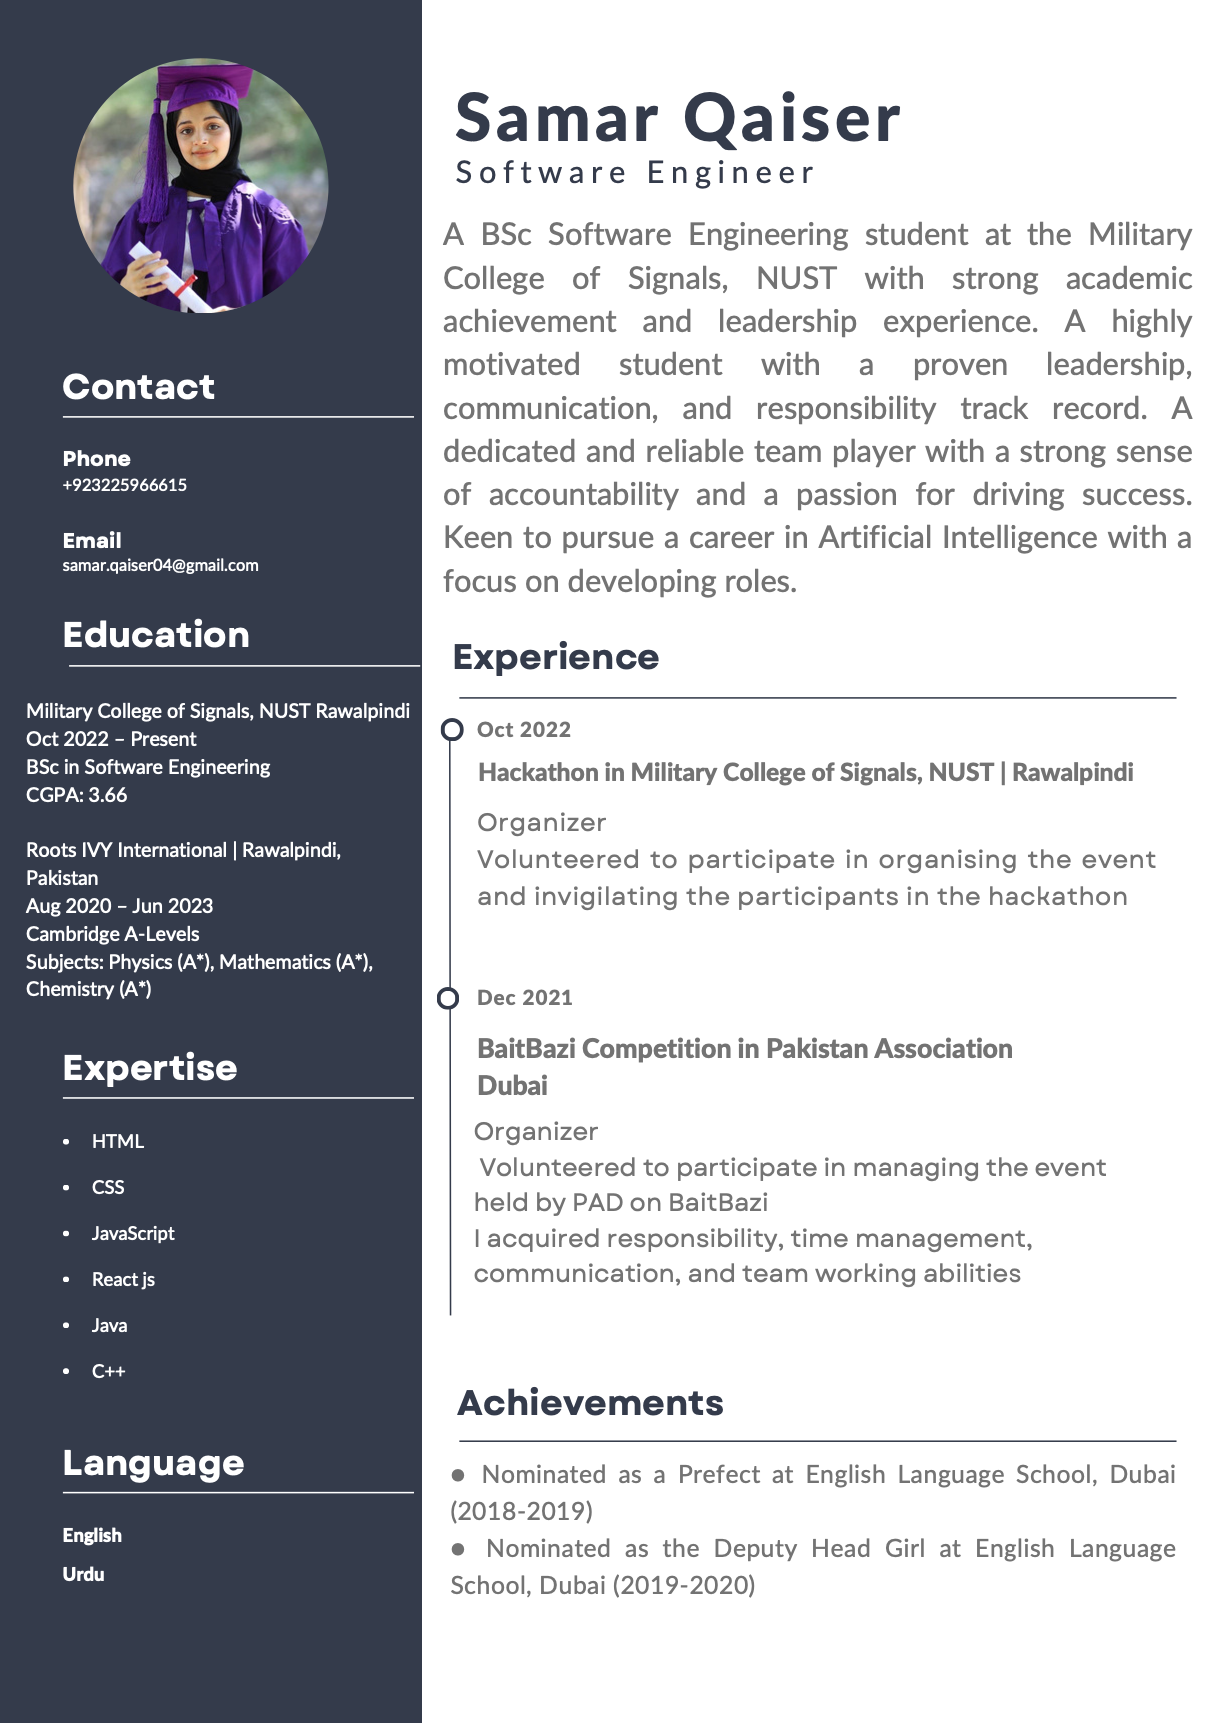 Samar Qaiser
Software Engineer
A BSc Software Engineering student at the Military
College of Signals, NUST with strong academic
achievement and leadership experience. A highly
motivated student with a proven leadership,
communication, and responsibility track record. A
dedicated and reliable team player with a strong sense
of accountability and a passion for driving success.
Keen to pursue a career in Artificial Intelligence with a
focus on developing roles.
Contact
Phone
+923225966615
Email
samar.qaiser04@gmail.com
Education
Military College of Signals, NUST Rawalpindi
Oct 2022 – Present
BSc in Software Engineering
CGPA: 3.66
Roots IVY International | Rawalpindi,
Pakistan
Aug 2020 – Jun 2023
Cambridge A-Levels
Subjects: Physics (A*), Mathematics (A*),
Chemistry (A*)
Expertise
• HTML
• CSS
• JavaScript
• React js
• Java
• C++
Language
English
Urdu
Experience
Oct 2022
Hackathon in Military College of Signals, NUST | Rawalpindi
Organizer
Volunteered to participate in organising the event
and invigilating the participants in the hackathon
Dec 2021
BaitBazi Competition in Pakistan Association
Dubai
Organizer
Volunteered to participate in managing the event
held by PAD on BaitBazi
I acquired responsibility, time management,
communication, and team working abilities
Achievements
● Nominated as a Prefect at English Language School, Dubai
(2018-2019)
● Nominated as the Deputy Head Girl at English Language
School, Dubai (2019-2020)